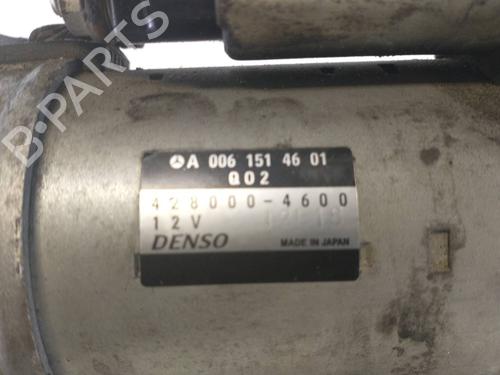 B-PARTS
A 006 151 46 01
Q02
428000-4600
12V
DENSO MADE IN JAPAN